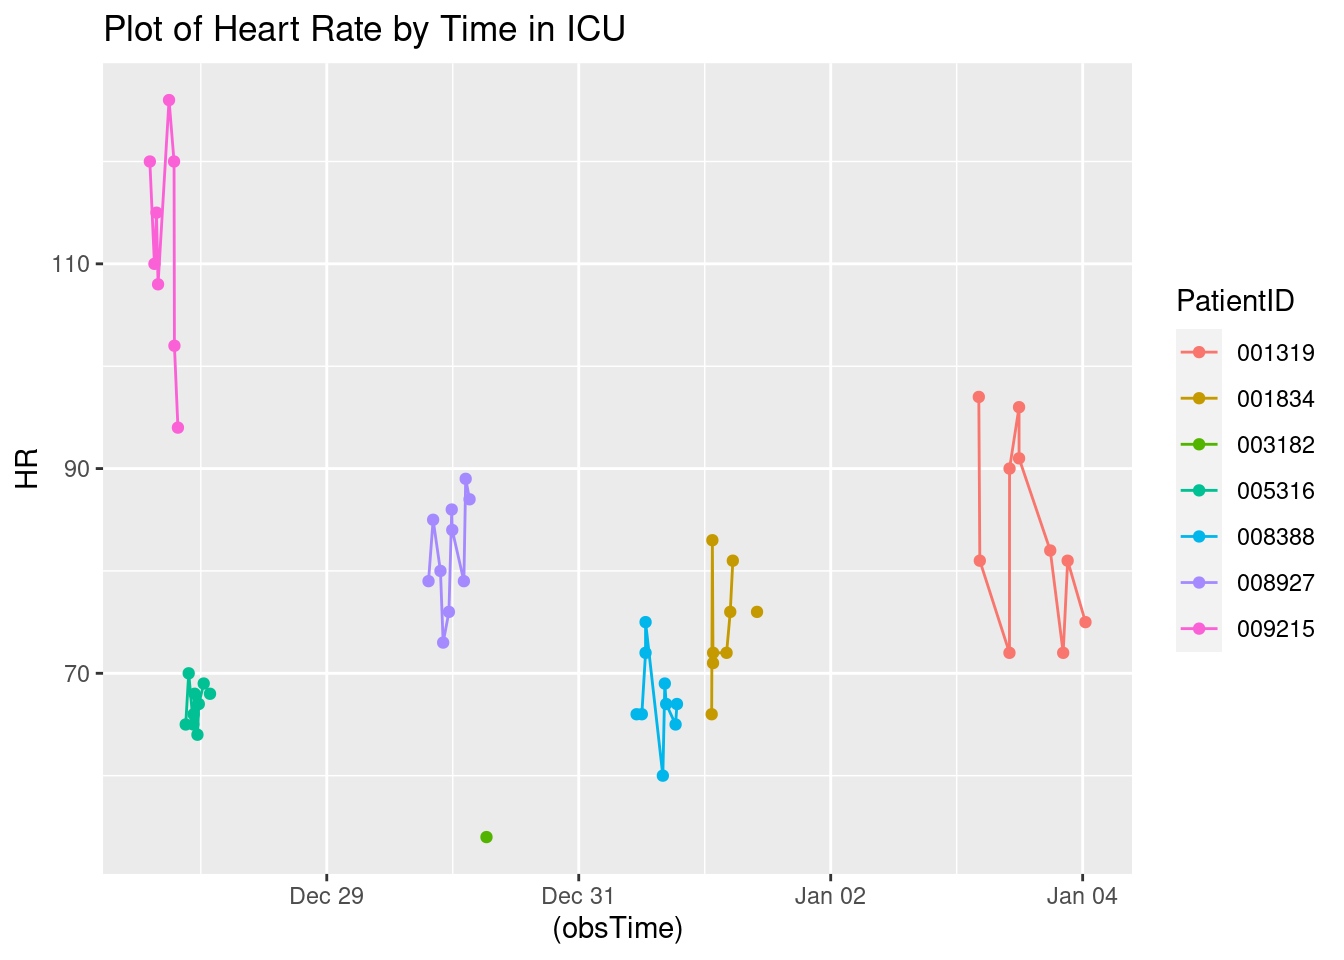 Plot of Heart Rate by Time in ICU
110
90
70
HR
Dec 29
Dec 31
Jan 02
Jan 04
(obsTime)
PatientID
001319
001834
003182
005316
008388
008927
009215